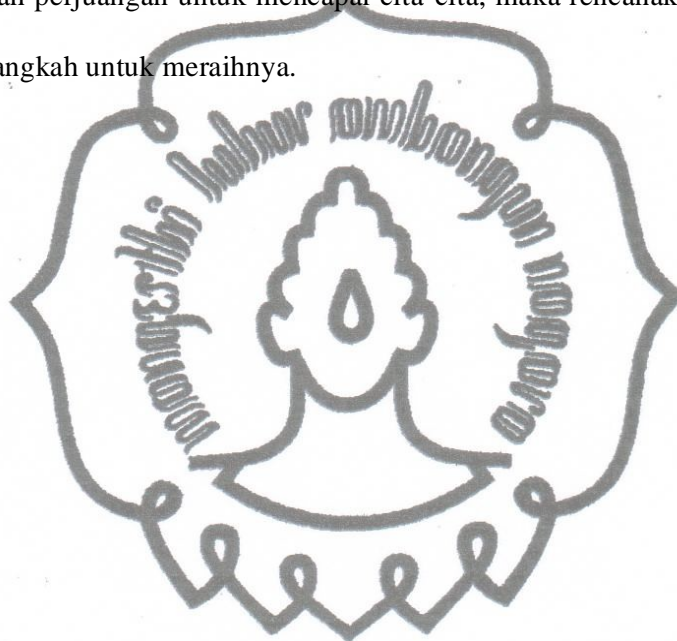 an perjuangan untuk mencapai cita-cita, maka rencanak
angkah untuk meraihnya.
mangesthi luhur ambangun nagara